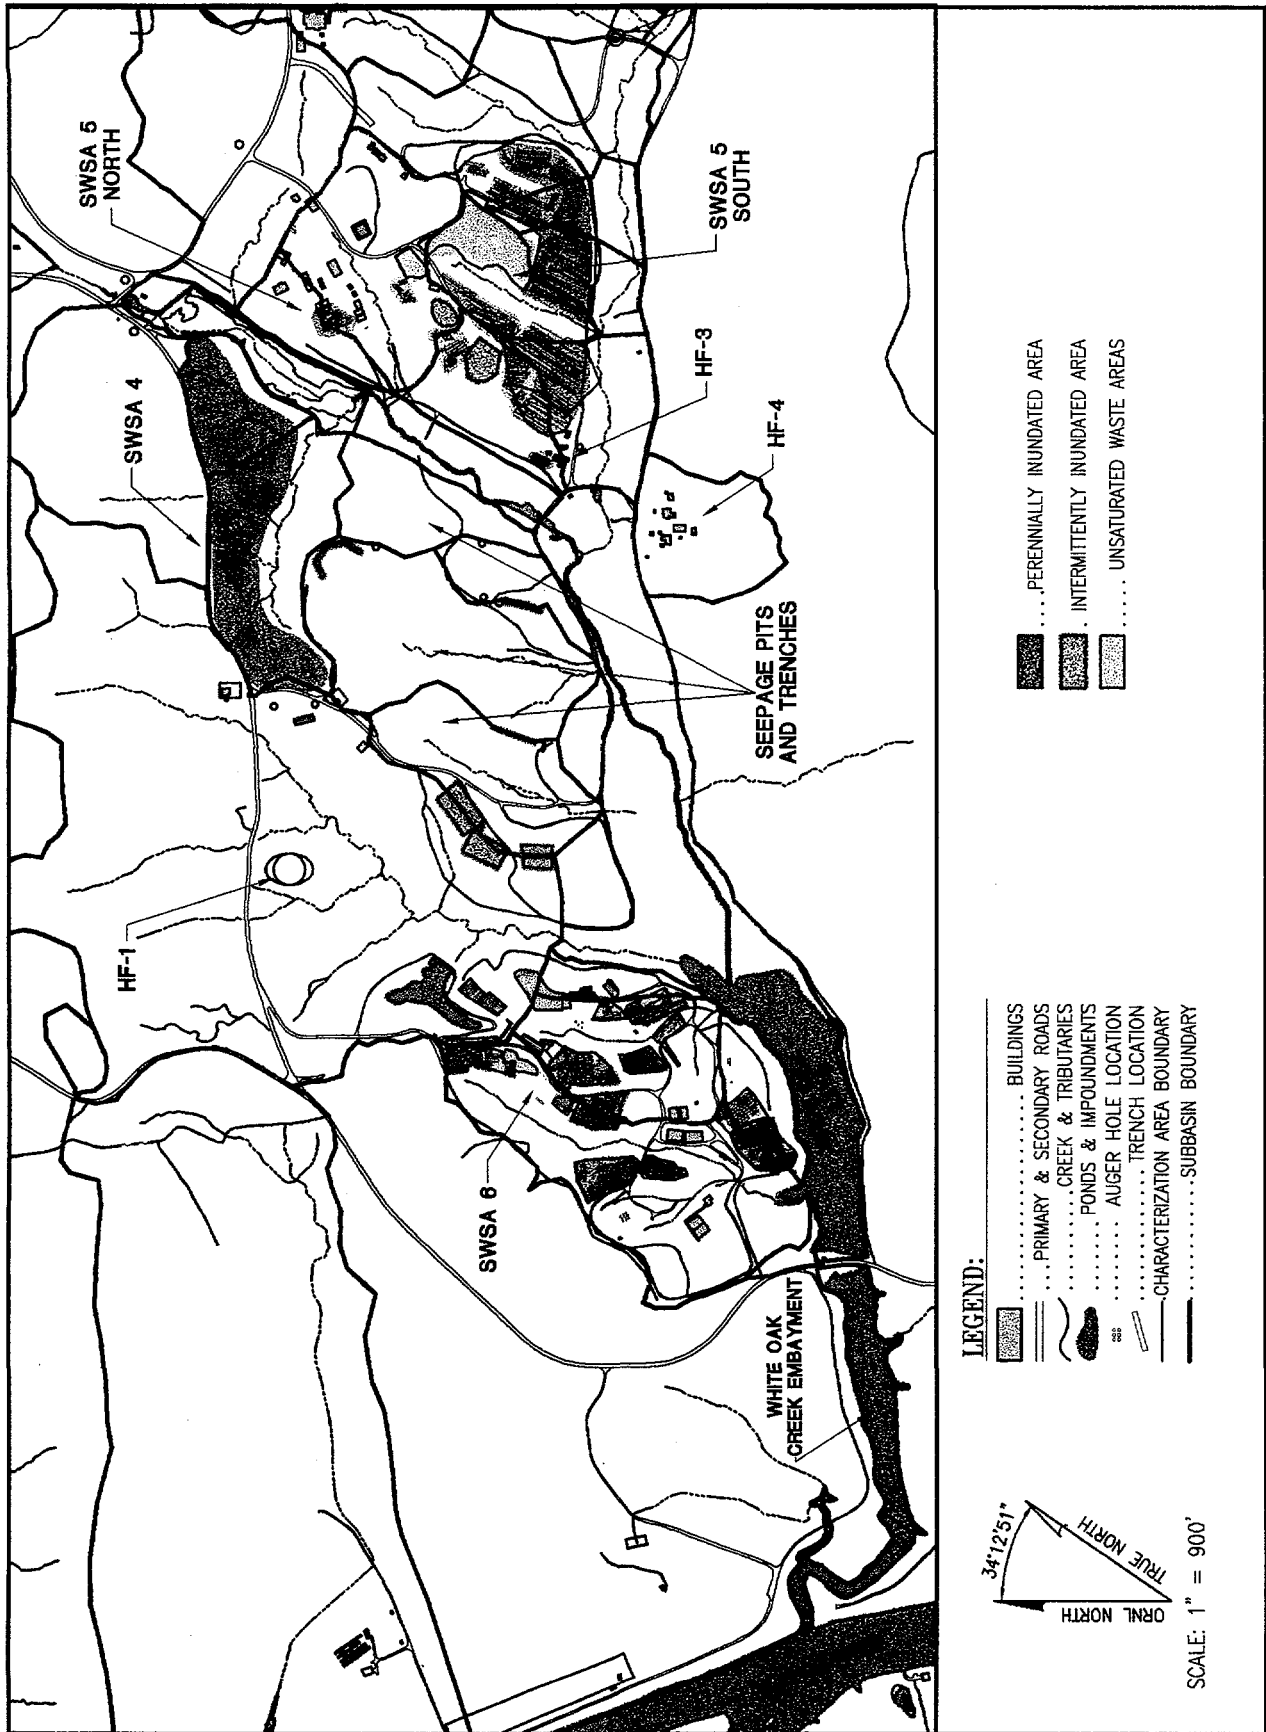 SWSA 5
NORTH
SWSA 4
SWSA 5
SOUTH
HF-3
HF-4
HF-1
SEEPAGE PITS
AND TRENCHES
SWSA 6
WHITE OAK
CREEK EMBAYMENT
LEGEND:
.................... BUILDINGS
... PRIMARY & SECONDARY ROADS
......... CREEK & TRIBUTARIES
....... PONDS & IMPOUNDMENTS
...... AUGER HOLE LOCATION
.......... TRENCH LOCATION
CHARACTERIZATION AREA BOUNDARY
......... SUBBASIN BOUNDARY
.... PERENNIALLY INUNDATED AREA
. INTERMITTENTLY INUNDATED AREA
..... UNSATURATED WASTE AREAS
34°12'51"
ORNL NORTH
TRUE NORTH
SCALE: 1" = 900'